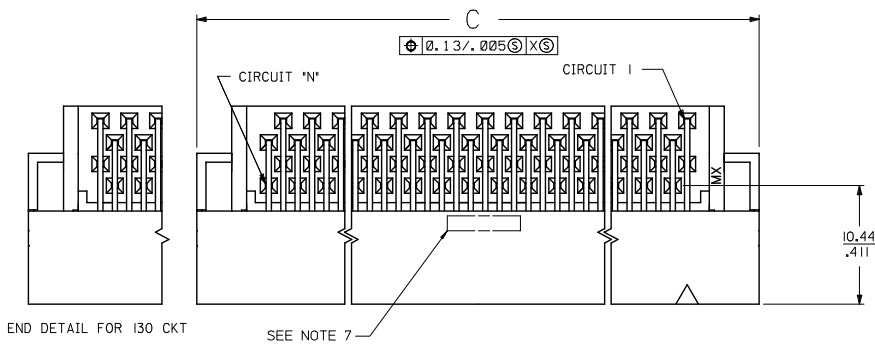 C
⌖ 0.13/.005Ⓢ XⓈ
CIRCUIT "N"
CIRCUIT 1
MX
10.44
.411
END DETAIL FOR 130 CKT
SEE NOTE 7